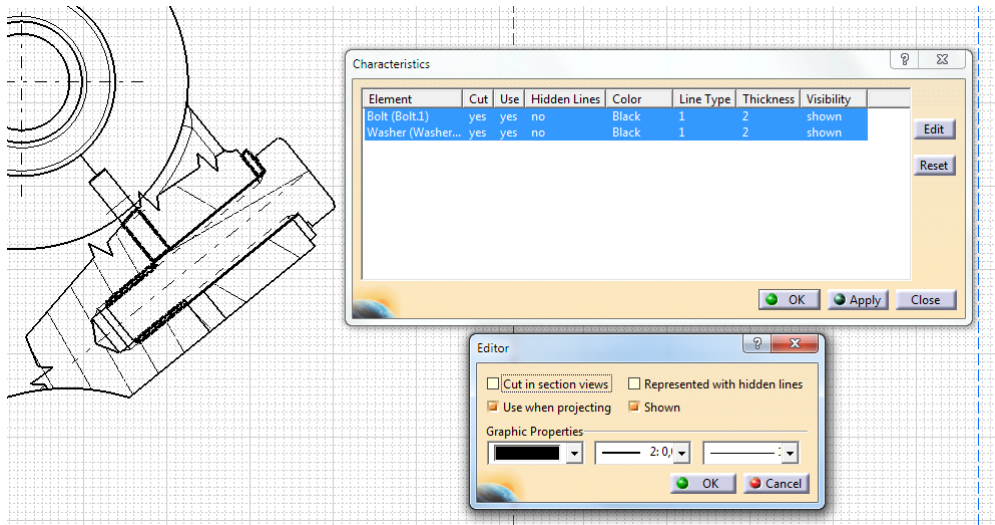 Characteristics
Element Cut Use Hidden Lines Color Line Type Thickness Visibility
Bolt (Bolt.1) yes yes no Black 1 2 shown
Washer (Washer... yes yes no Black 1 2 shown
Edit
Reset
OK Apply Close
Editor
Cut in section views Represented with hidden lines
Use when projecting Shown
Graphic Properties
2: 0,
OK Cancel